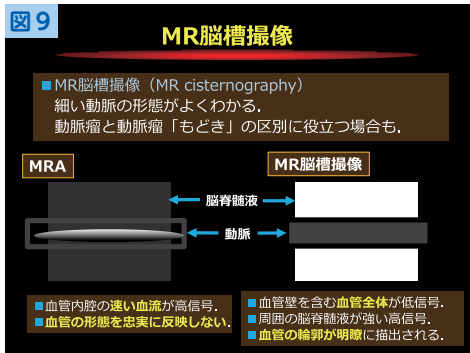 図9
MR脳槽撮像
■MR脳槽撮像（MR cisternography）
細い動脈の形態がよくわかる．
動脈瘤と動脈瘤「もどき」の区別に役立つ場合も．
MRA
MR脳槽撮像
脳脊髄液
動脈
■血管内腔の速い血流が高信号．
■血管の形態を忠実に反映しない．
■血管壁を含む血管全体が低信号．
■周囲の脳脊髄液が強い高信号．
■血管の輪郭が明瞭に描出される．